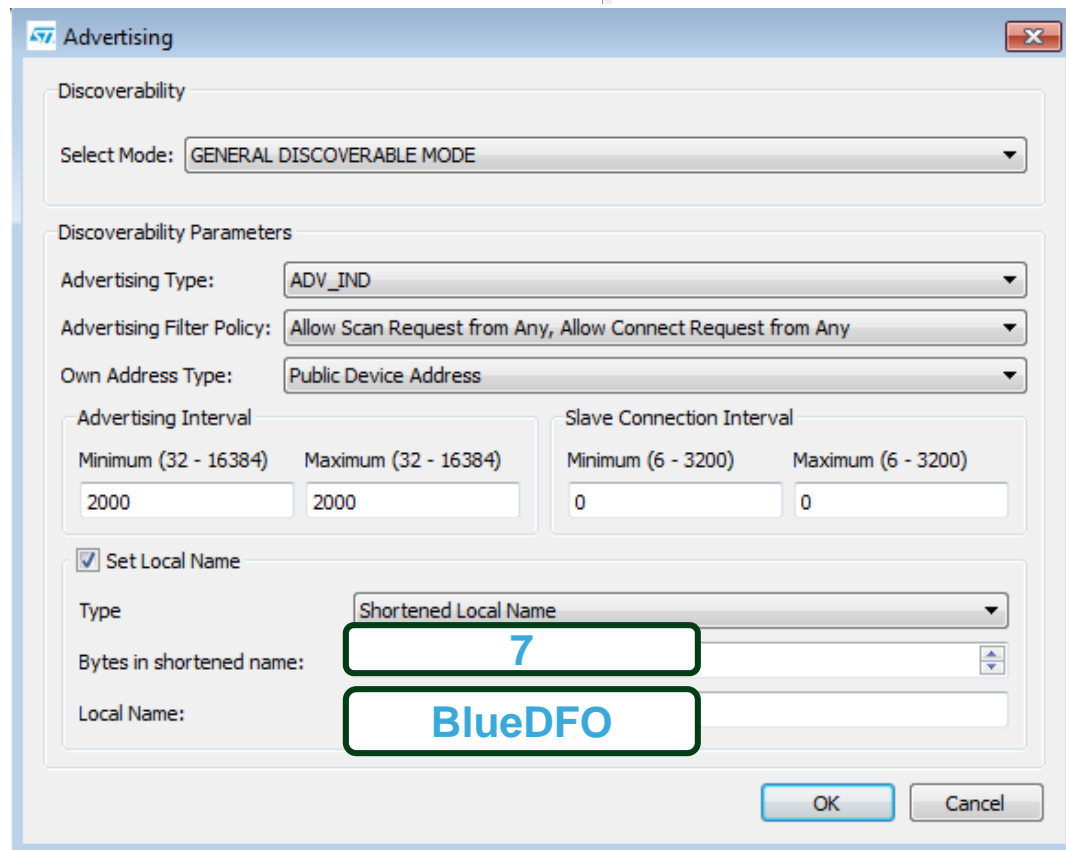 ST Advertising
Discoverability
Select Mode: GENERAL DISCOVERABLE MODE
Discoverability Parameters
Advertising Type: ADV_IND
Advertising Filter Policy: Allow Scan Request from Any, Allow Connect Request from Any
Own Address Type: Public Device Address
Advertising Interval
Minimum (32 - 16384) Maximum (32 - 16384)
2000 2000
Slave Connection Interval
Minimum (6 - 3200) Maximum (6 - 3200)
0 0
Set Local Name
Type Shortened Local Name
Bytes in shortened name: 7
Local Name: BlueDFO
OK Cancel